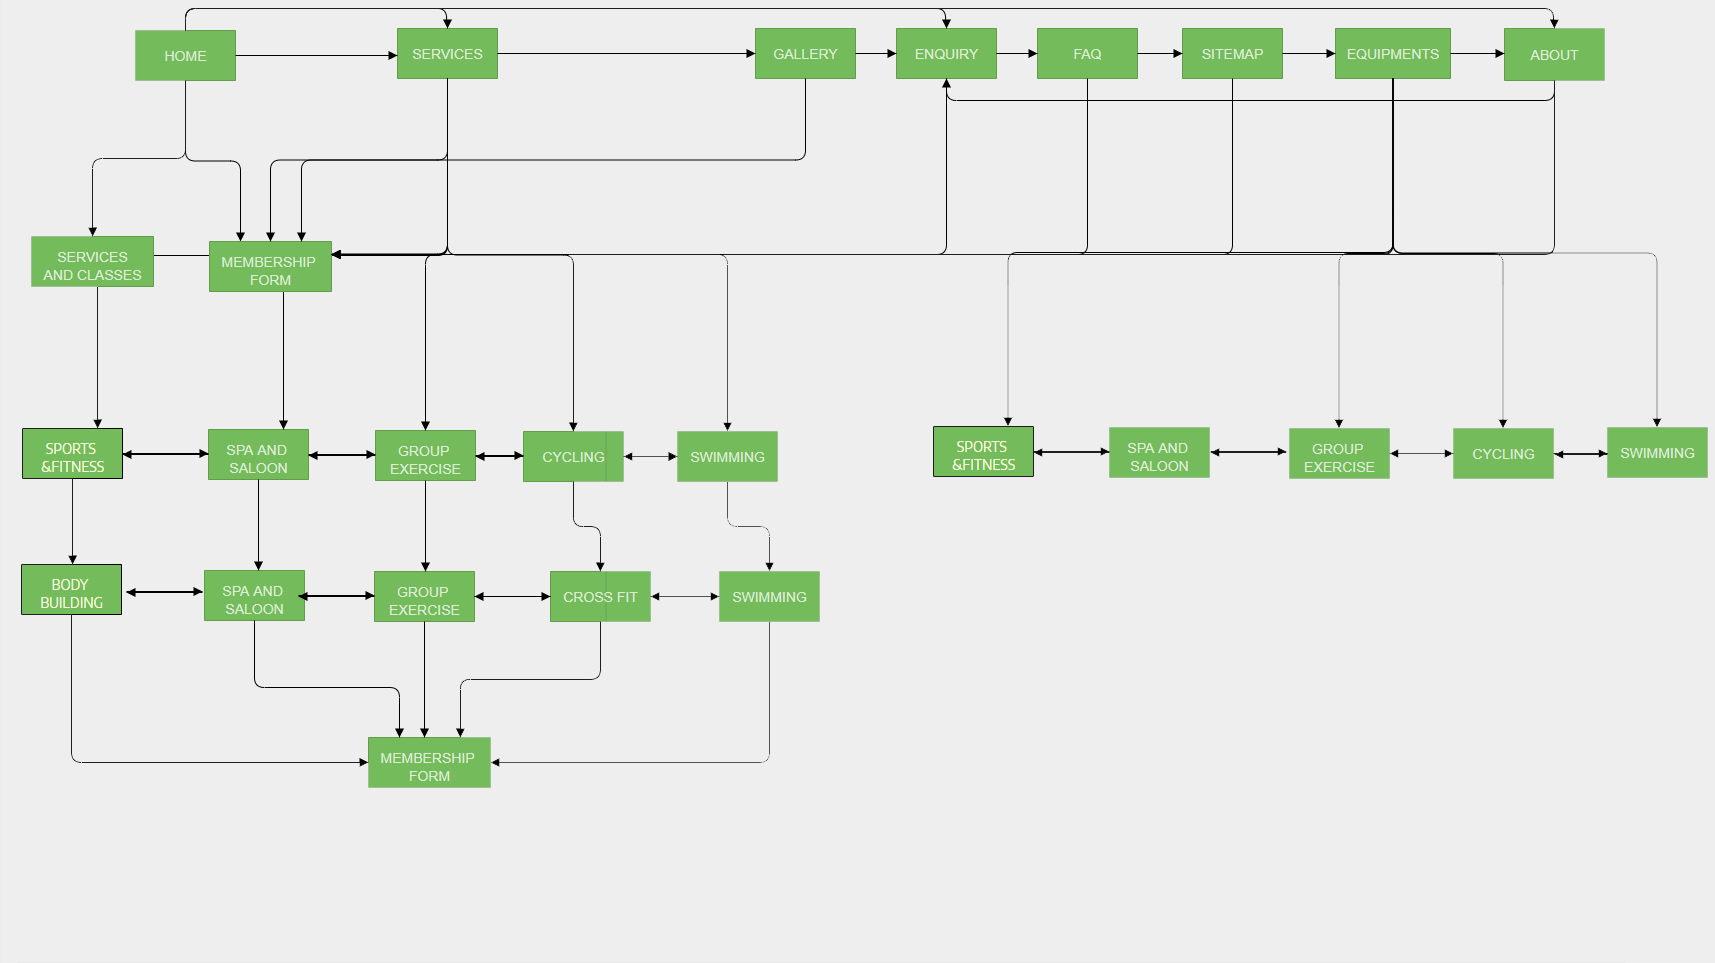 HOME
SERVICES
GALLERY
ENQUIRY
FAQ
SITEMAP
EQUIPMENTS
ABOUT
SERVICES
AND CLASSES
MEMBERSHIP
FORM
SPORTS
&FITNESS
SPA AND
SALOON
GROUP
EXERCISE
CYCLING
SWIMMING
SPORTS
&FITNESS
SPA AND
SALOON
GROUP
EXERCISE
CYCLING
SWIMMING
BODY
BUILDING
SPA AND
SALOON
GROUP
EXERCISE
CROSS FIT
SWIMMING
MEMBERSHIP
FORM